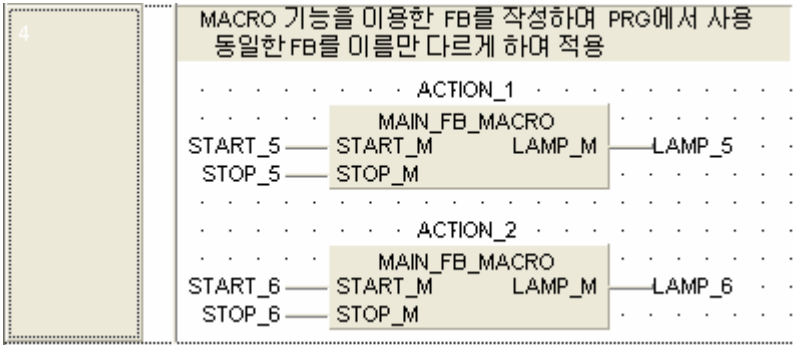 4
MACRO 기능을 이용한 FB를 작성하여 PRG에서 사용
동일한 FB를 이름만 다르게 하여 적용
ACTION_1
MAIN_FB_MACRO
START_5 START_M LAMP_M LAMP_5
STOP_5 STOP_M
ACTION_2
MAIN_FB_MACRO
START_6 START_M LAMP_M LAMP_6
STOP_6 STOP_M